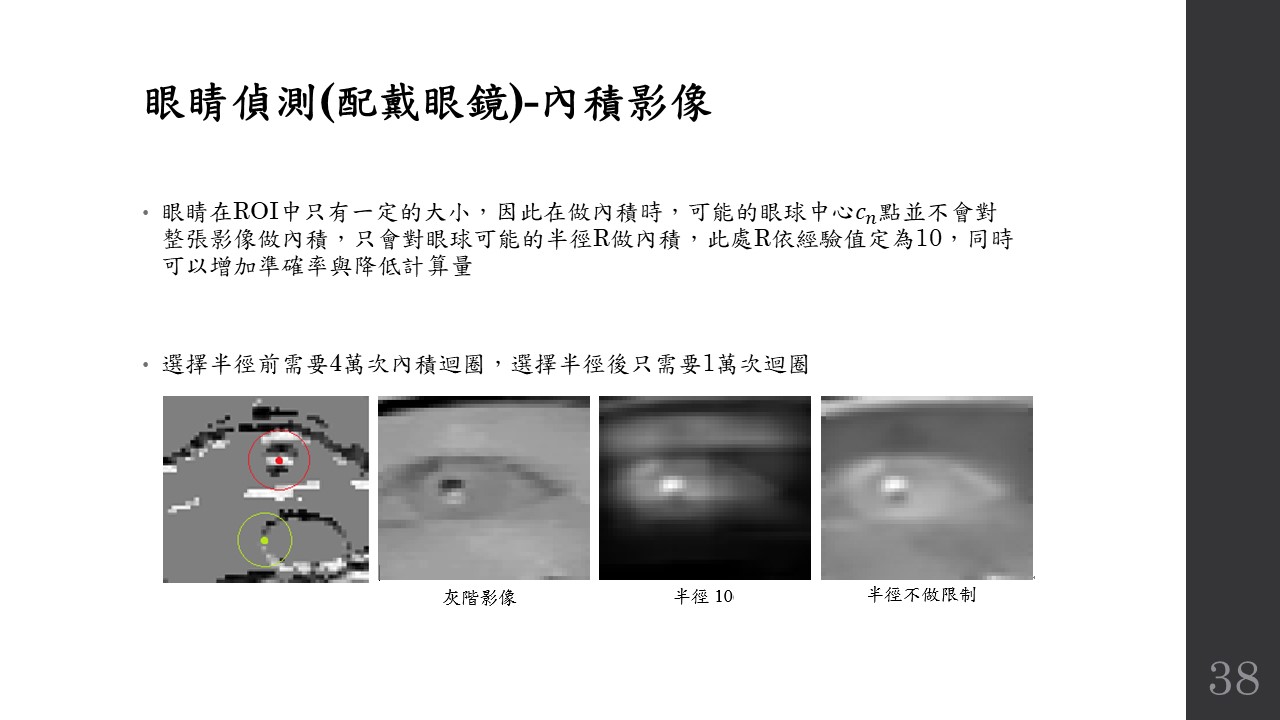 眼睛偵測(配戴眼鏡)-內積影像
• 眼睛在ROI中只有一定的大小，因此在做內積時，可能的眼球中心cₙ點並不會對
整張影像做內積，只會對眼球可能的半徑R做內積，此處R依經驗值定為10，同時
可以增加準確率與降低計算量
• 選擇半徑前需要4萬次內積迴圈，選擇半徑後只需要1萬次迴圈
灰階影像
半徑 10
半徑不做限制
38